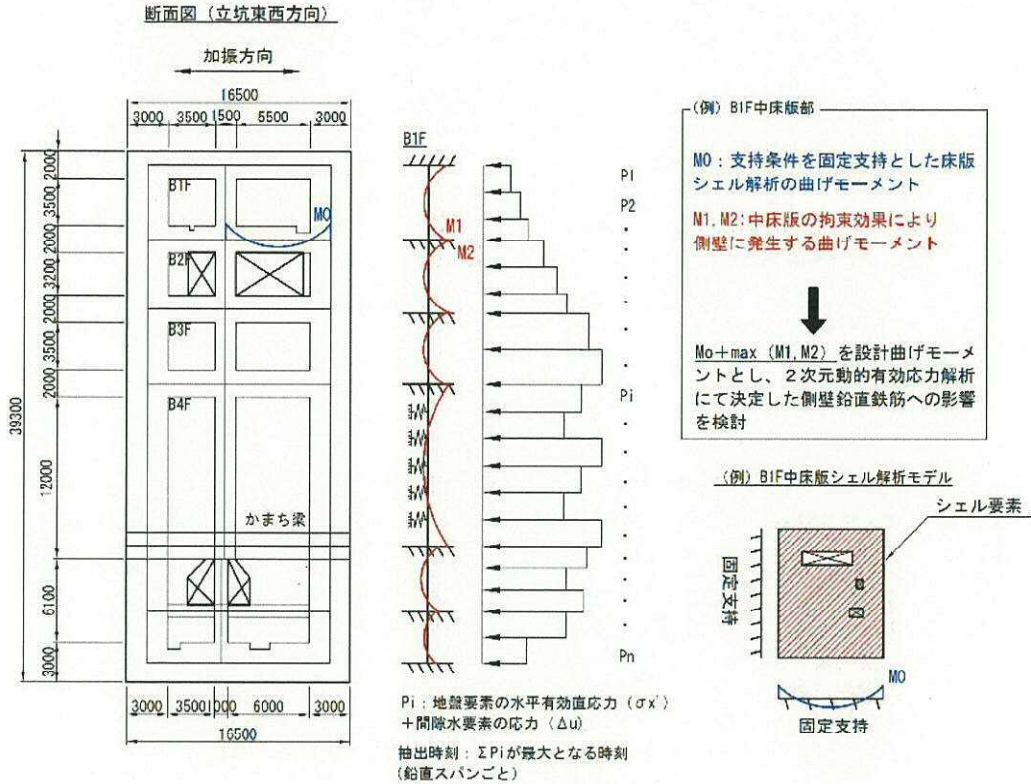 断面図（立坑東西方向）
加振方向
16500
3000 3500 1500 5500 3000
39300
2000
3500
2000
3200
2000
3500
2000
12000
6100
3000
B1F
M0
B2F
B3F
B4F
かまち梁
3000 3500 1000 6000 3000
16500
B1F
M1
M2
P1
P2
Pi
Pn
Pi：地盤要素の水平有効直応力（σx'）
＋間隙水要素の応力（Δu）
抽出時刻：ΣPiが最大となる時刻
（鉛直スパンごと）
（例）B1F中床版部
M0：支持条件を固定支持とした床版
シェル解析の曲げモーメント
M1,M2:中床版の拘束効果により
側壁に発生する曲げモーメント
Mo＋max（M1,M2）を設計曲げモーメ
ントとし、２次元動的有効応力解析
にて決定した側壁鉛直鉄筋への影響
を検討
（例）B1F中床版シェル解析モデル
シェル要素
固定支持
M0
固定支持